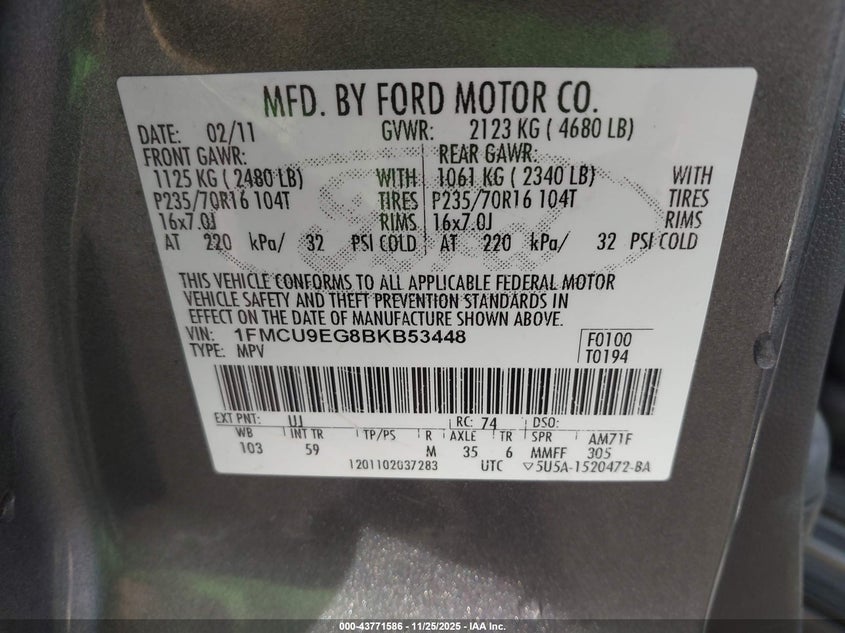 MFD. BY FORD MOTOR CO.
DATE: 02/11 GVWR: 2123 KG ( 4680 LB)
FRONT GAWR: REAR GAWR:
1125 KG ( 2480 LB) WITH 1061 KG ( 2340 LB) WITH
P235/70R16 104T TIRES P235/70R16 104T TIRES
16x7.0J RIMS 16x7.0J RIMS
AT 220 kPa/ 32 PSI COLD AT 220 kPa/ 32 PSI COLD
THIS VEHICLE CONFORMS TO ALL APPLICABLE FEDERAL MOTOR
VEHICLE SAFETY AND THEFT PREVENTION STANDARDS IN
EFFECT ON THE DATE OF MANUFACTURE SHOWN ABOVE.
VIN: 1FMCU9EG8BKB53448 F0100
TYPE: MPV T0194
EXT PNT: UJ RC: 74 DSO:
WB INT TR TP/PS R AXLE TR SPR AM71F
103 59 M 35 6 MMFF 305
1201102037283 UTC ▽5U5A-1520472-BA
000-43771586 - 11/25/2025 - IAA Inc.